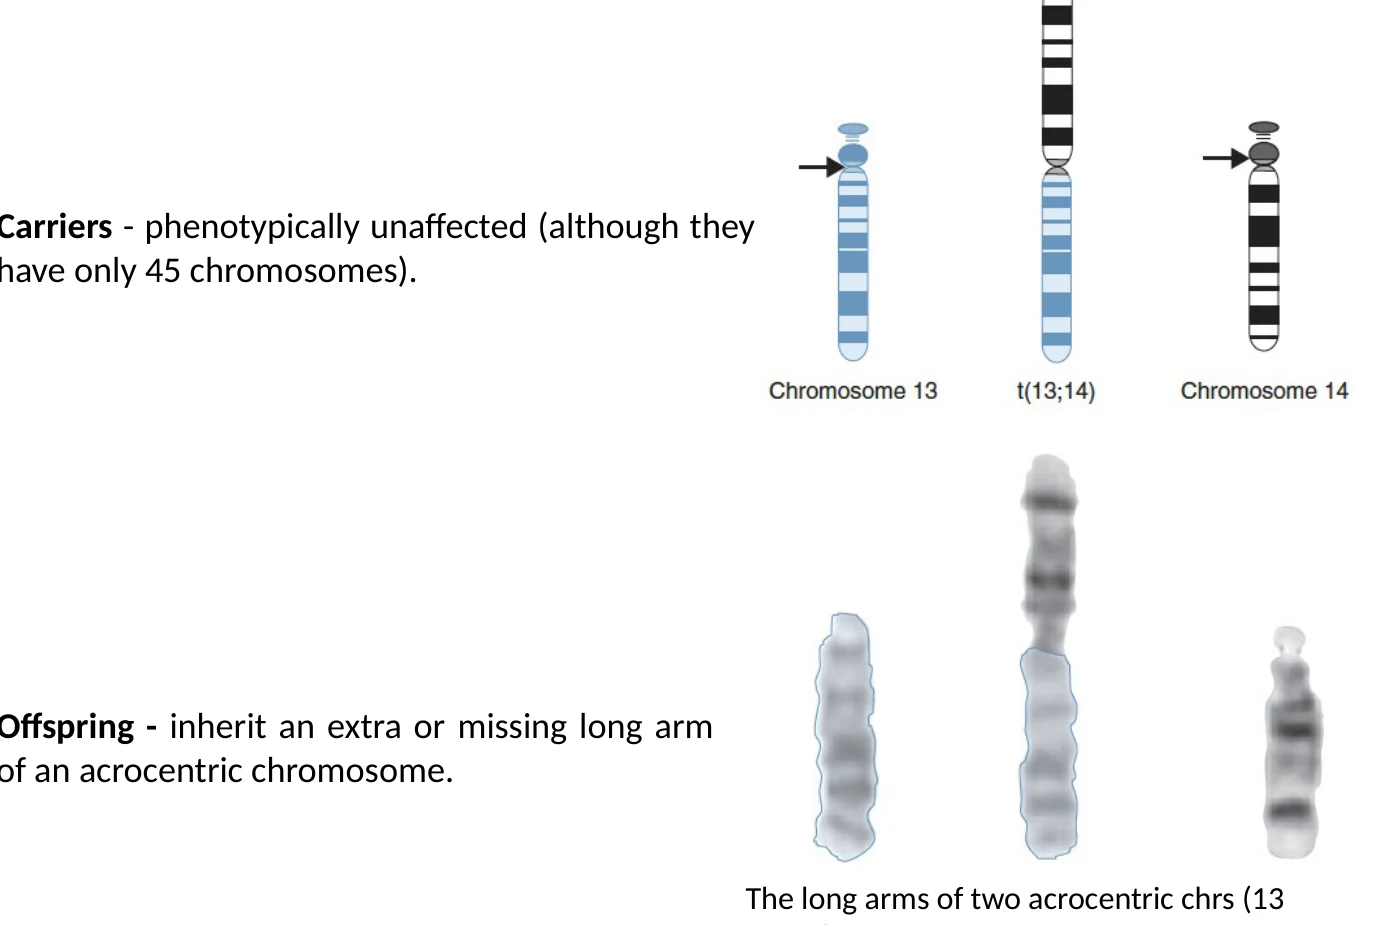 Carriers - phenotypically unaffected (although they
have only 45 chromosomes).
Chromosome 13
t(13;14)
Chromosome 14
Offspring - inherit an extra or missing long arm
of an acrocentric chromosome.
The long arms of two acrocentric chrs (13